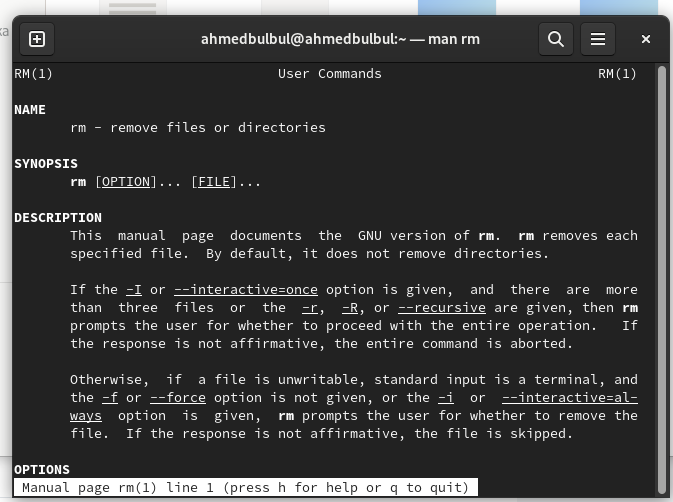 ka
ahmedbulbul@ahmedbulbul:~ — man rm
RM(1) User Commands RM(1)
NAME
rm - remove files or directories
SYNOPSIS
rm [OPTION]... [FILE]...
DESCRIPTION
This manual page documents the GNU version of rm. rm removes each
specified file. By default, it does not remove directories.
If the -I or --interactive=once option is given, and there are more
than three files or the -r, -R, or --recursive are given, then rm
prompts the user for whether to proceed with the entire operation. If
the response is not affirmative, the entire command is aborted.
Otherwise, if a file is unwritable, standard input is a terminal, and
the -f or --force option is not given, or the -i or --interactive=al-
ways option is given, rm prompts the user for whether to remove the
file. If the response is not affirmative, the file is skipped.
OPTIONS
Manual page rm(1) line 1 (press h for help or q to quit)